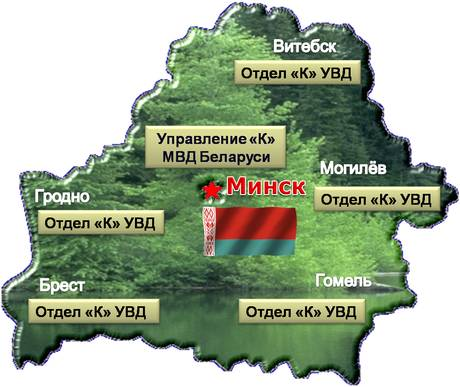 Витебск
Отдел «К» УВД
Управление «К»
МВД Беларуси
Могилёв
Отдел «К» УВД
Минск
Гродно
Отдел «К» УВД
Брест
Отдел «К» УВД
Гомель
Отдел «К» УВД